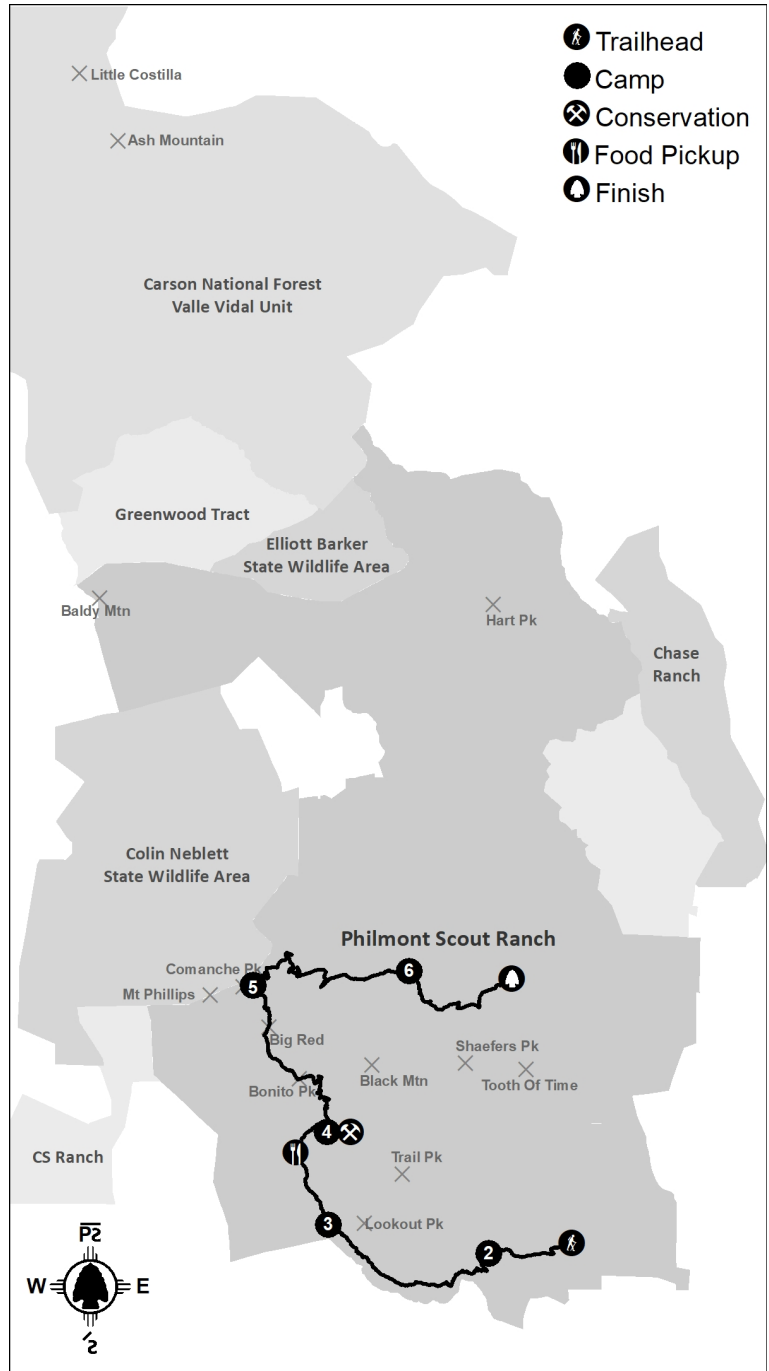 Trailhead
Camp
Conservation
Food Pickup
Finish
Little Costilla
Ash Mountain
Carson National Forest
Valle Vidal Unit
Greenwood Tract
Elliott Barker
State Wildlife Area
Baldy Mtn
Hart Pk
Chase
Ranch
Colin Neblett
State Wildlife Area
Philmont Scout Ranch
Comanche Pk
Mt Phillips
5
6
Big Red
Shaefers Pk
Black Mtn
Tooth Of Time
Bonito Pk
4
CS Ranch
Trail Pk
3
Lookout Pk
2
W
E